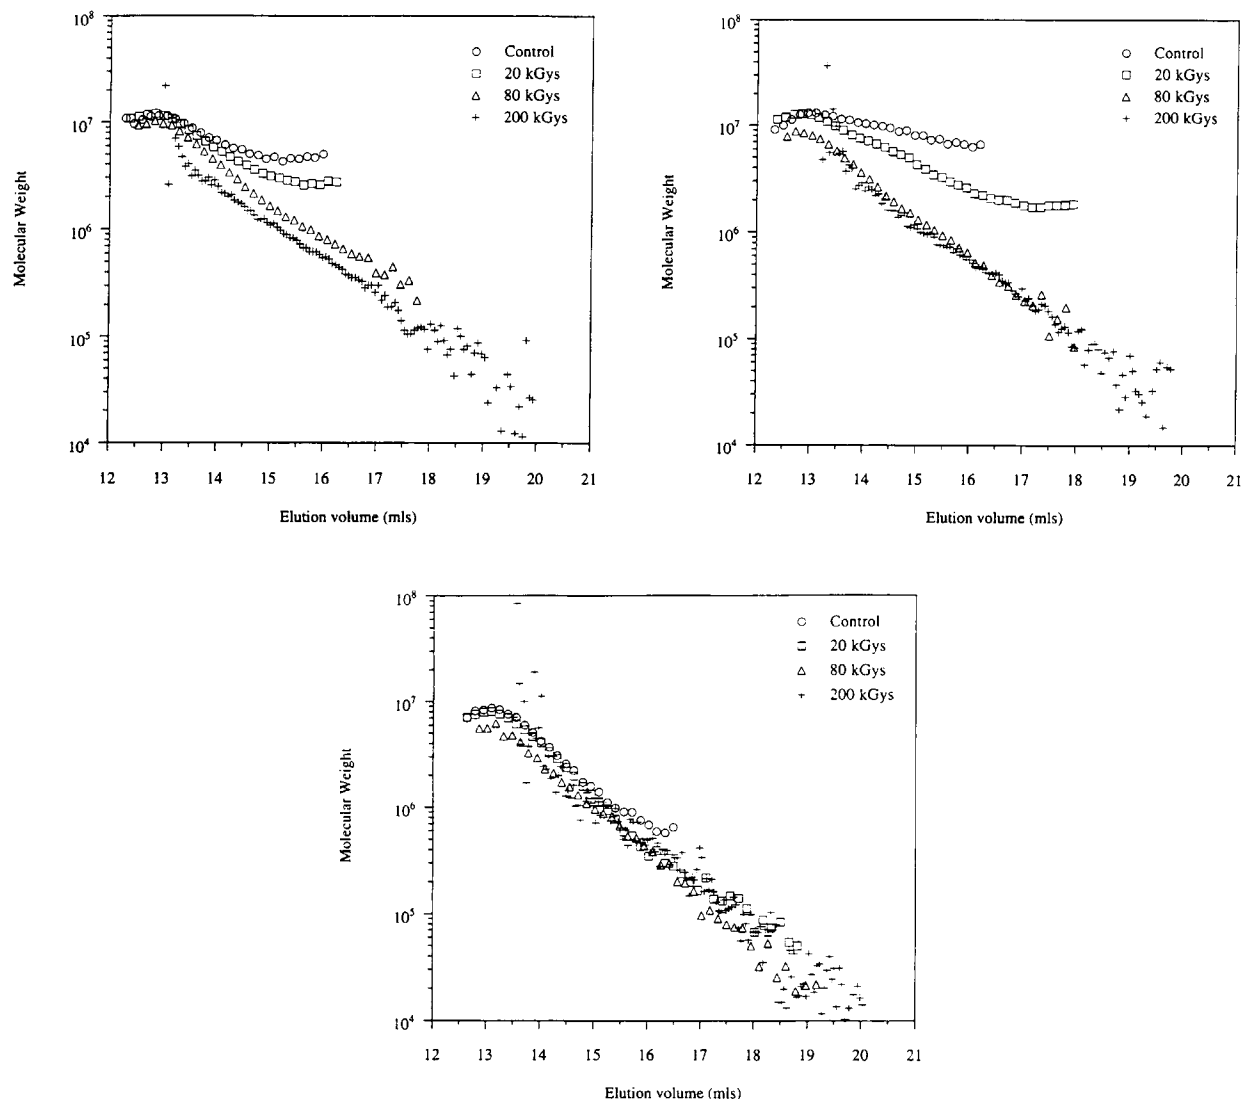 10⁸
Control
20 kGys
80 kGys
200 kGys
10⁷
Molecular Weight
10⁶
10⁵
10⁴
12 13 14 15 16 17 18 19 20 21
Elution volume (mls)
10⁸
Control
20 kGys
80 kGys
200 kGys
10⁷
Molecular Weight
10⁶
10⁵
10⁴
12 13 14 15 16 17 18 19 20 21
Elution volume (mls)
10⁸
Control
20 kGys
80 kGys
200 kGys
10⁷
Molecular Weight
10⁶
10⁵
10⁴
12 13 14 15 16 17 18 19 20 21
Elution volume (mls)